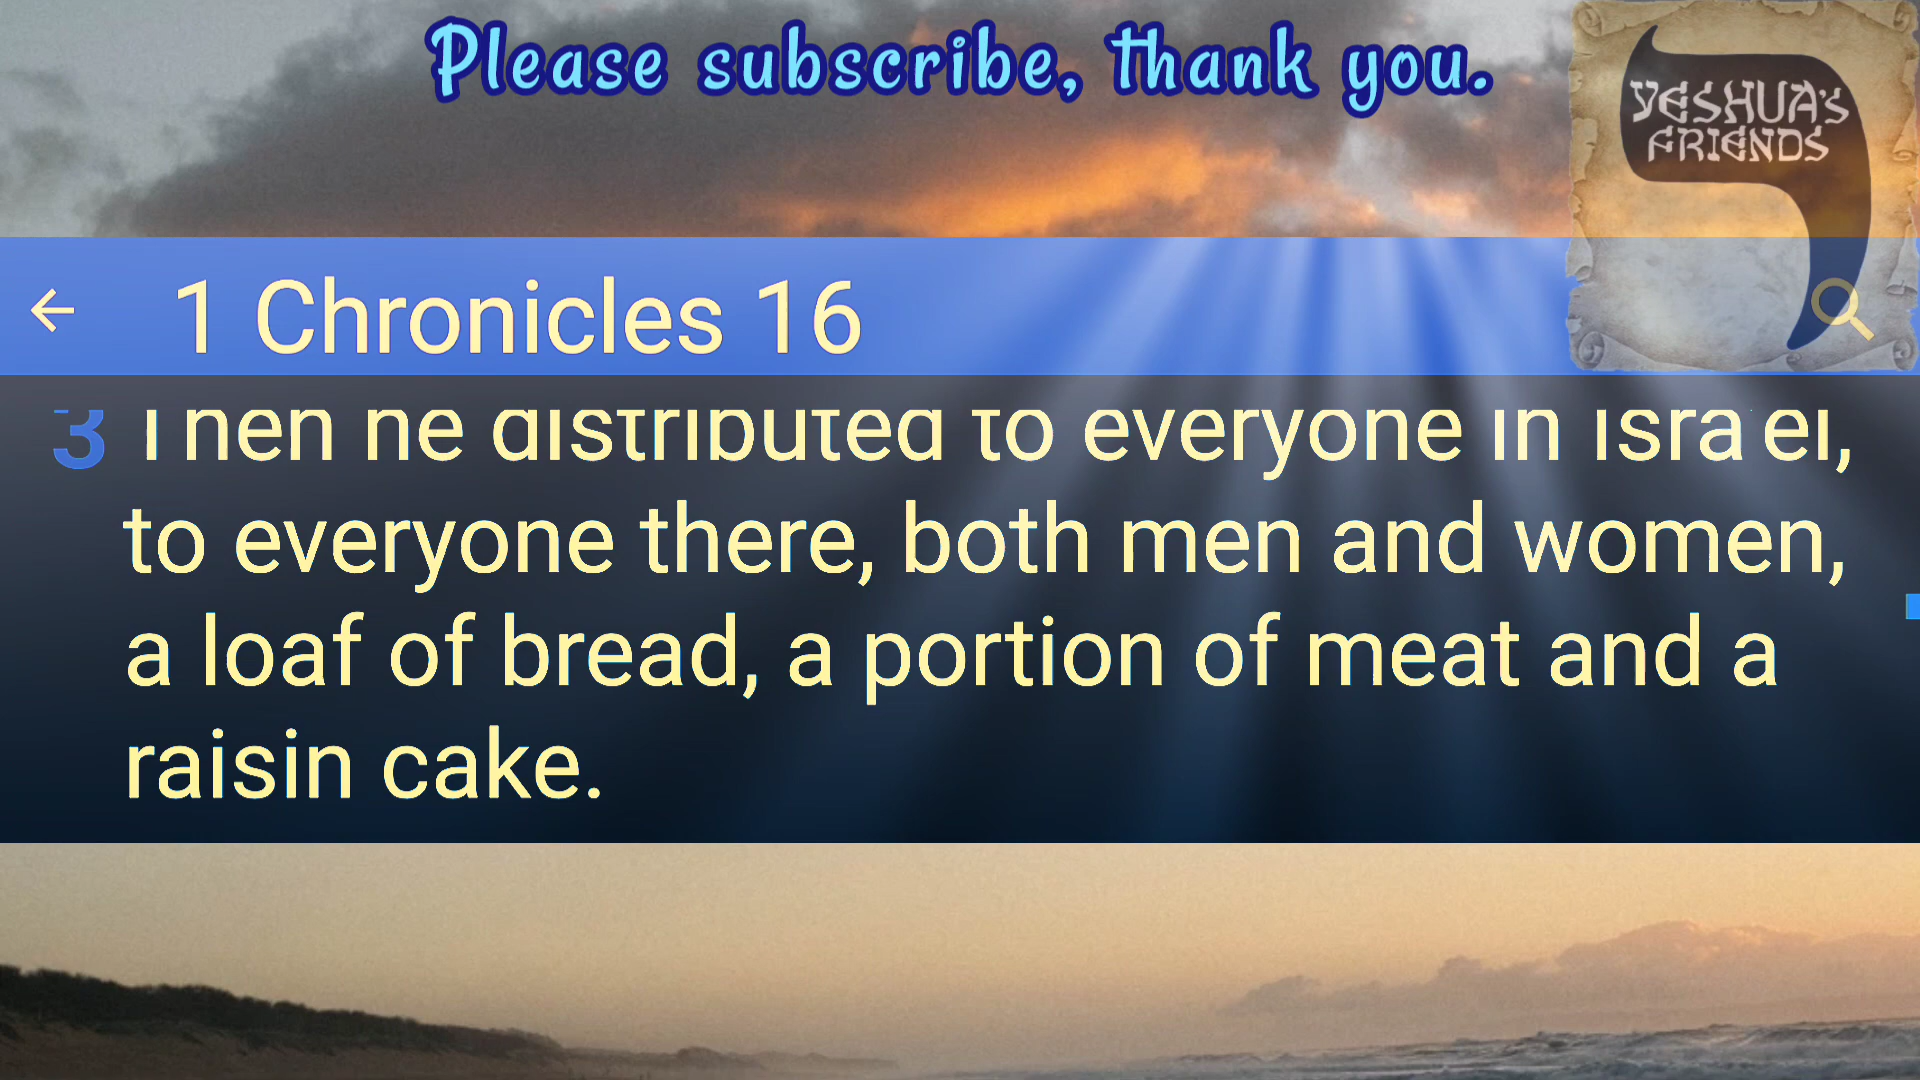 Please subscribe, thank you.
YESHUA'S
FRIENDS
1 Chronicles 16
3 Then he distributed to everyone in Israel,
to everyone there, both men and women,
a loaf of bread, a portion of meat and a
raisin cake.